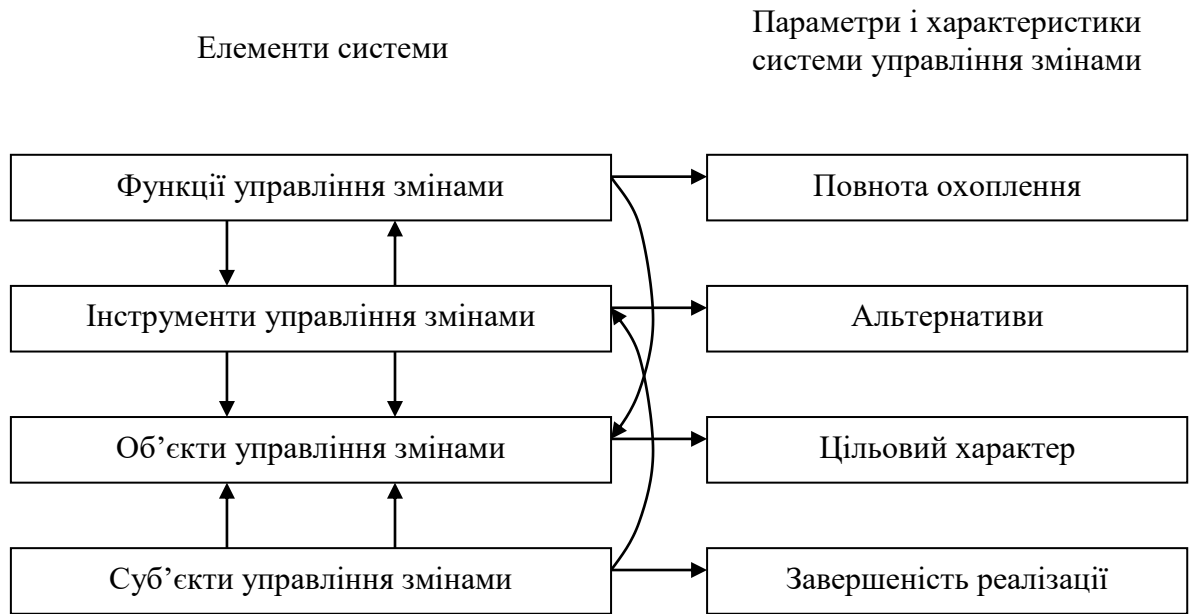 Елементи системи
Параметри і характеристики
системи управління змінами
Функції управління змінами
Повнота охоплення
Інструменти управління змінами
Альтернативи
Об’єкти управління змінами
Цільовий характер
Суб’єкти управління змінами
Завершеність реалізації